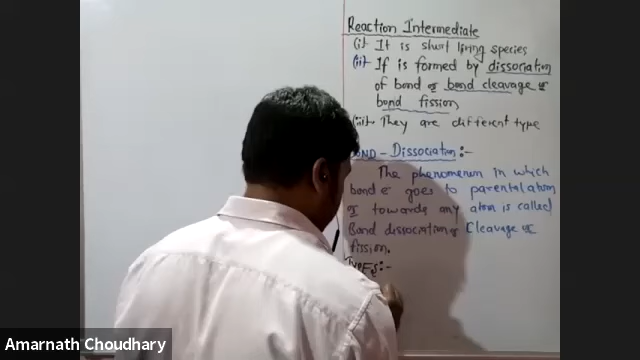 Reaction Intermediate
(i) It is short living species
(ii) If is formed by dissociation
of bond or bond cleavage or
bond fission
(iii) They are different type
BOND - Dissociation :-
The phenomenon in which
bond e goes to parental atom
or towards any atom is called
Bond dissociation or Cleavage or
fission.
Types:-
Amarnath Choudhary